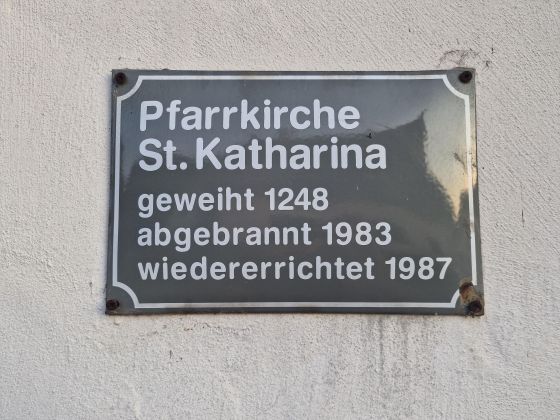 Pfarrkirche
St. Katharina
geweiht 1248
abgebrannt 1983
wiedererrichtet 1987